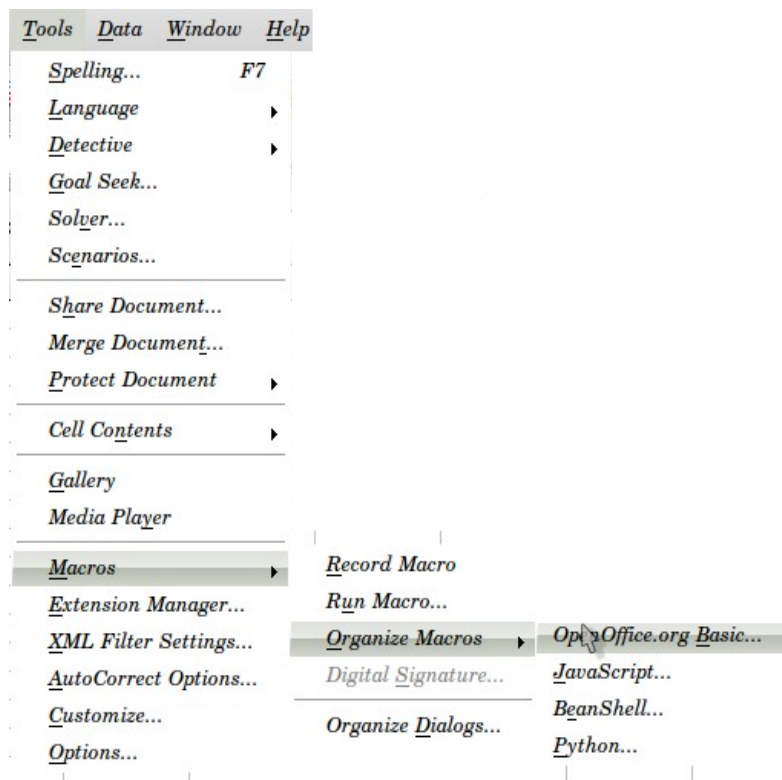 Tools Data Window Help
Spelling... F7
Language
Detective
Goal Seek...
Solver...
Scenarios...
Share Document...
Merge Document...
Protect Document
Cell Contents
Gallery
Media Player
Macros
Extension Manager...
XML Filter Settings...
AutoCorrect Options...
Customize...
Options...
Record Macro
Run Macro...
Organize Macros
Digital Signature...
Organize Dialogs...
OpenOffice.org Basic...
JavaScript...
BeanShell...
Python...